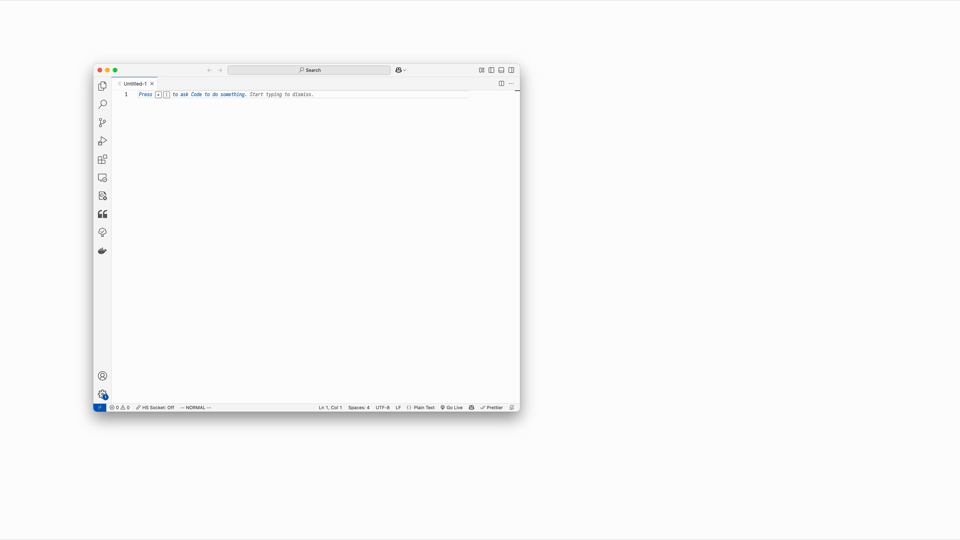 Search
Untitled-1
1 Press ⌘ I to ask Code to do something. Start typing to dismiss.
1
0 0 HS Socket: Off -- NORMAL -- Ln 1, Col 1 Spaces: 4 UTF-8 LF Plain Text Go Live Prettier